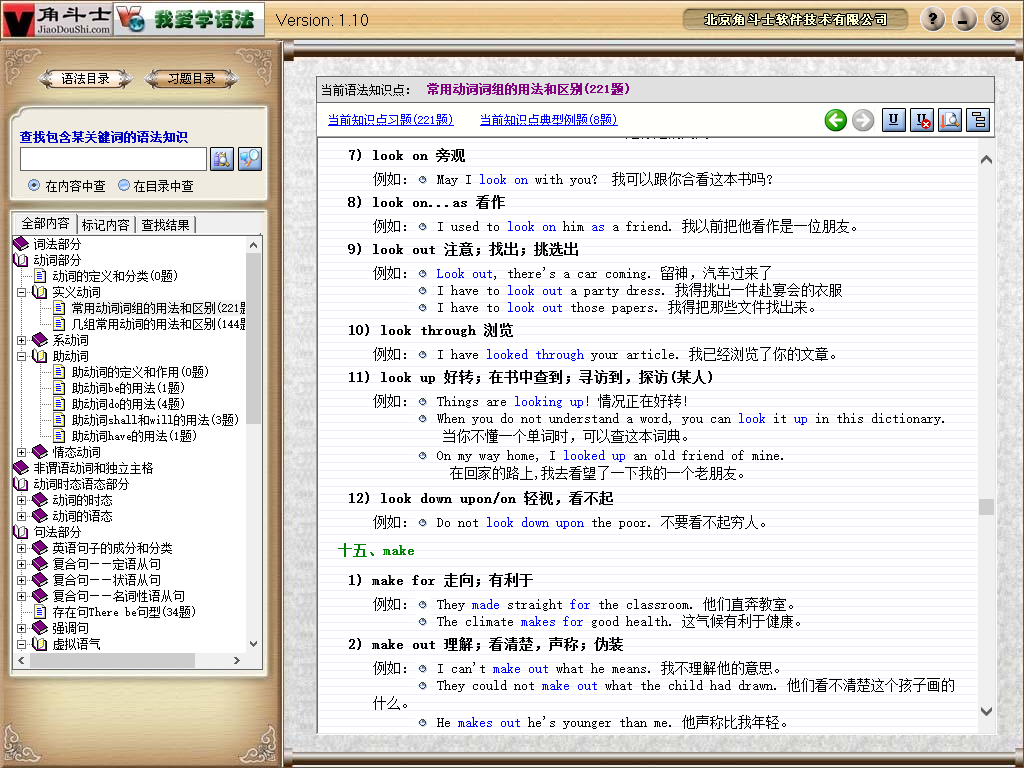 角斗士
JiaoDouShi.com
我爱学语法
Version: 1.10
北京角斗士软件技术有限公司
语法目录
习题目录
查找包含某关键词的语法知识
在内容中查
在目录中查
全部内容
标记内容
查找结果
词法部分
动词部分
动词的定义和分类(0题)
实义动词
常用动词词组的用法和区别(221题
几组常用动词的用法和区别(144题
系动词
助动词
助动词的定义和作用(0题)
助动词be的用法(1题)
助动词do的用法(4题)
助动词shall和will的用法(3题)
助动词have的用法(1题)
情态动词
非谓语动词和独立主格
动词时态语态部分
动词的时态
动词的语态
句法部分
英语句子的成分和分类
复合句——定语从句
复合句——状语从句
复合句——名词性语从句
存在句There be句型(34题)
强调句
虚拟语气
当前语法知识点: 常用动词词组的用法和区别(221题)
当前知识点习题(221题)
当前知识点典型例题(8题)
7) look on 旁观
例如: May I look on with you? 我可以跟你合看这本书吗?
8) look on...as 看作
例如: I used to look on him as a friend. 我以前把他看作是一位朋友。
9) look out 注意; 找出; 挑选出
例如: Look out, there's a car coming. 留神, 汽车过来了
I have to look out a party dress. 我得挑出一件赴宴会的衣服
I have to look out those papers. 我得把那些文件找出来。
10) look through 浏览
例如: I have looked through your article. 我已经浏览了你的文章。
11) look up 好转; 在书中查到; 寻访到, 探访(某人)
例如: Things are looking up! 情况正在好转!
When you do not understand a word, you can look it up in this dictionary.
当你不懂一个单词时, 可以查这本词典。
On my way home, I looked up an old friend of mine.
在回家的路上,我去看望了一下我的一个老朋友。
12) look down upon/on 轻视, 看不起
例如: Do not look down upon the poor. 不要看不起穷人。
十五、make
1) make for 走向; 有利于
例如: They made straight for the classroom. 他们直奔教室。
The climate makes for good health. 这气候有利于健康。
2) make out 理解; 看清楚, 声称; 伪装
例如: I can't make out what he means. 我不理解他的意思。
They could not make out what the child had drawn. 他们看不清楚这个孩子画的
什么。
He makes out he's younger than me. 他声称比我年轻。